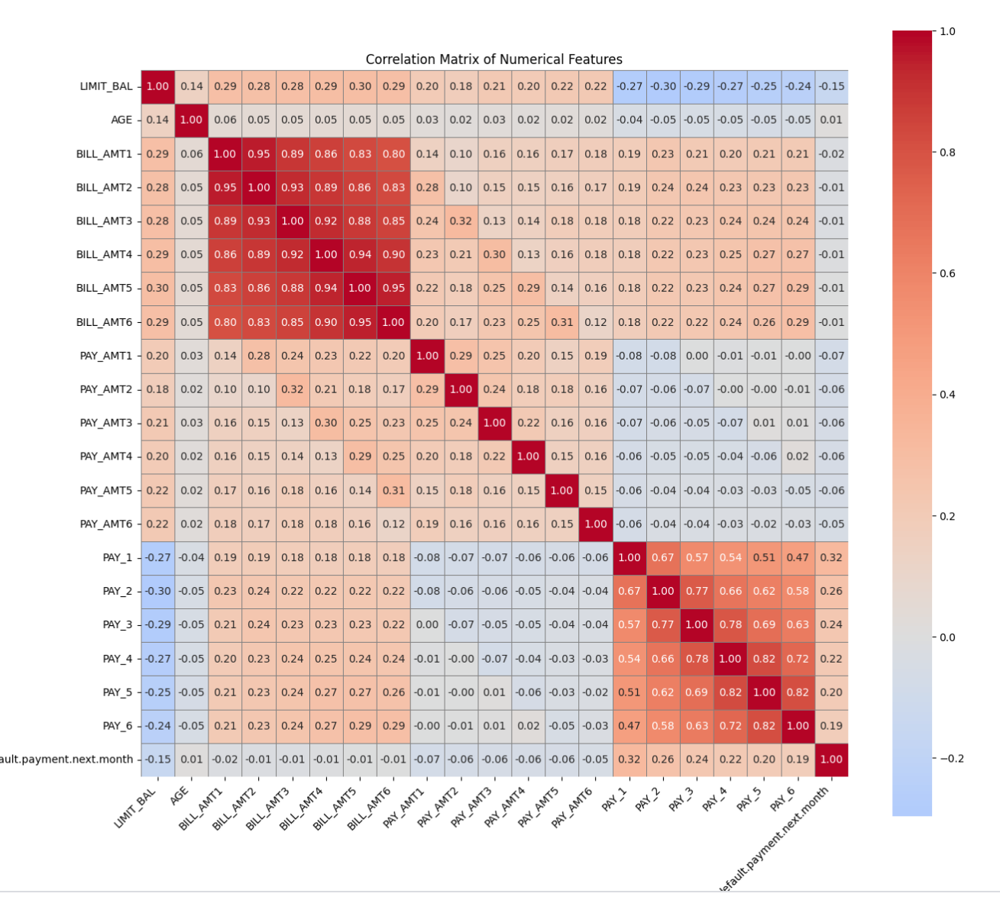 Correlation Matrix of Numerical Features
LIMIT_BAL 1.00 0.14 0.29 0.28 0.28 0.29 0.30 0.29 0.20 0.18 0.21 0.20 0.22 0.22 -0.27 -0.30 -0.29 -0.27 -0.25 -0.24 -0.15
AGE 0.14 1.00 0.06 0.05 0.05 0.05 0.05 0.05 0.03 0.02 0.03 0.02 0.02 0.02 -0.04 -0.05 -0.05 -0.05 -0.05 -0.05 0.01
BILL_AMT1 0.29 0.06 1.00 0.95 0.89 0.86 0.83 0.80 0.14 0.10 0.16 0.16 0.17 0.18 0.19 0.23 0.21 0.20 0.21 0.21 -0.02
BILL_AMT2 0.28 0.05 0.95 1.00 0.93 0.89 0.86 0.83 0.28 0.10 0.15 0.15 0.16 0.17 0.19 0.24 0.24 0.23 0.23 0.23 -0.01
BILL_AMT3 0.28 0.05 0.89 0.93 1.00 0.92 0.88 0.85 0.24 0.32 0.13 0.14 0.18 0.18 0.18 0.22 0.23 0.24 0.24 0.24 -0.01
BILL_AMT4 0.29 0.05 0.86 0.89 0.92 1.00 0.94 0.90 0.23 0.21 0.30 0.13 0.16 0.18 0.18 0.22 0.23 0.25 0.27 0.27 -0.01
BILL_AMT5 0.30 0.05 0.83 0.86 0.88 0.94 1.00 0.95 0.22 0.18 0.25 0.29 0.14 0.16 0.18 0.22 0.23 0.24 0.27 0.29 -0.01
BILL_AMT6 0.29 0.05 0.80 0.83 0.85 0.90 0.95 1.00 0.20 0.17 0.23 0.25 0.31 0.12 0.18 0.22 0.22 0.24 0.26 0.29 -0.01
PAY_AMT1 0.20 0.03 0.14 0.28 0.24 0.23 0.22 0.20 1.00 0.29 0.25 0.20 0.15 0.19 -0.08 -0.08 0.00 -0.01 -0.01 -0.00 -0.07
PAY_AMT2 0.18 0.02 0.10 0.10 0.32 0.21 0.18 0.17 0.29 1.00 0.24 0.18 0.18 0.16 -0.07 -0.06 -0.07 -0.00 -0.00 -0.01 -0.06
PAY_AMT3 0.21 0.03 0.16 0.15 0.13 0.30 0.25 0.23 0.25 0.24 1.00 0.22 0.16 0.16 -0.07 -0.06 -0.05 -0.07 0.01 0.01 -0.06
PAY_AMT4 0.20 0.02 0.16 0.15 0.14 0.13 0.29 0.25 0.20 0.18 0.22 1.00 0.15 0.16 -0.06 -0.05 -0.05 -0.04 -0.06 0.02 -0.06
PAY_AMT5 0.22 0.02 0.17 0.16 0.18 0.16 0.14 0.31 0.15 0.18 0.16 0.15 1.00 0.15 -0.06 -0.04 -0.04 -0.03 -0.03 -0.05 -0.06
PAY_AMT6 0.22 0.02 0.18 0.17 0.18 0.18 0.16 0.12 0.19 0.16 0.16 0.16 0.15 1.00 -0.06 -0.04 -0.04 -0.03 -0.02 -0.03 -0.05
PAY_1 -0.27 -0.04 0.19 0.19 0.18 0.18 0.18 0.18 -0.08 -0.07 -0.07 -0.06 -0.06 -0.06 1.00 0.67 0.57 0.54 0.51 0.47 0.32
PAY_2 -0.30 -0.05 0.23 0.24 0.22 0.22 0.22 0.22 -0.08 -0.06 -0.06 -0.05 -0.04 -0.04 0.67 1.00 0.77 0.66 0.62 0.58 0.26
PAY_3 -0.29 -0.05 0.21 0.24 0.23 0.23 0.23 0.22 0.00 -0.07 -0.05 -0.05 -0.04 -0.04 0.57 0.77 1.00 0.78 0.69 0.63 0.24
PAY_4 -0.27 -0.05 0.20 0.23 0.24 0.25 0.24 0.24 -0.01 -0.00 -0.07 -0.04 -0.03 -0.03 0.54 0.66 0.78 1.00 0.82 0.72 0.22
PAY_5 -0.25 -0.05 0.21 0.23 0.24 0.27 0.27 0.26 -0.01 -0.00 0.01 -0.06 -0.03 -0.02 0.51 0.62 0.69 0.82 1.00 0.82 0.20
PAY_6 -0.24 -0.05 0.21 0.23 0.24 0.27 0.29 0.29 -0.00 -0.01 0.01 0.02 -0.05 -0.03 0.47 0.58 0.63 0.72 0.82 1.00 0.19
ault.payment.next.month -0.15 0.01 -0.02 -0.01 -0.01 -0.01 -0.01 -0.01 -0.07 -0.06 -0.06 -0.06 -0.06 -0.05 0.32 0.26 0.24 0.22 0.20 0.19 1.00
LIMIT_BAL AGE BILL_AMT1 BILL_AMT2 BILL_AMT3 BILL_AMT4 BILL_AMT5 BILL_AMT6 PAY_AMT1 PAY_AMT2 PAY_AMT3 PAY_AMT4 PAY_AMT5 PAY_AMT6 PAY_1 PAY_2 PAY_3 PAY_4 PAY_5 PAY_6 efault.payment.next.month
1.0
0.8
0.6
0.4
0.2
0.0
−0.2